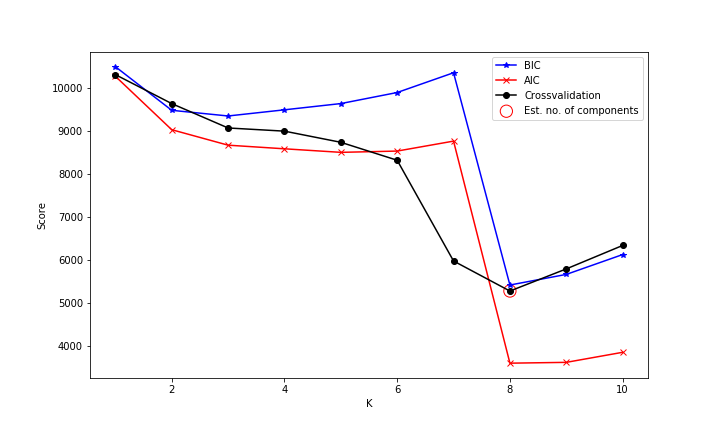 BIC
AIC
Crossvalidation
Est. no. of components
10000
9000
8000
7000
6000
5000
4000
Score
2 4 6 8 10
K